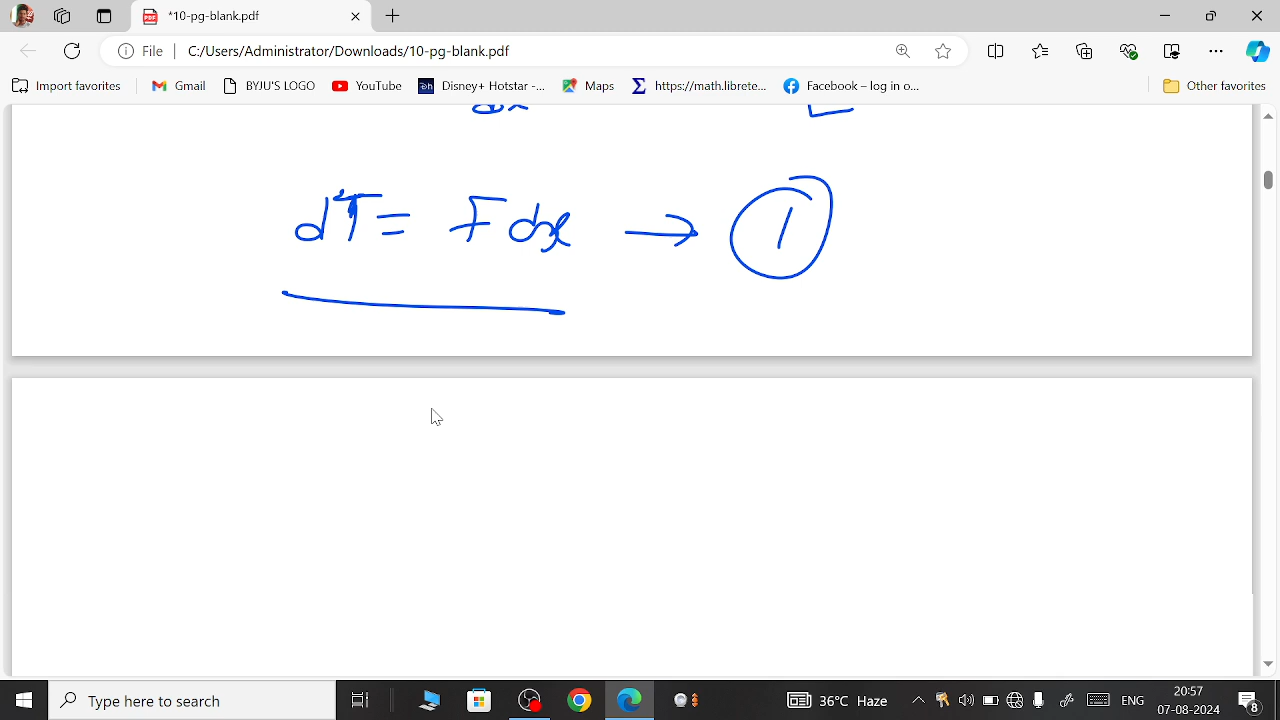 *10-pg-blank.pdf
File | C:/Users/Administrator/Downloads/10-pg-blank.pdf
Import favorites Gmail BYJU'S LOGO YouTube Disney+ Hotstar -... Maps https://math.librete... Facebook – log in o... Other favorites
dT = F dx → 1
Type here to search 36°C Haze ENG 20:57
07-08-2024 8